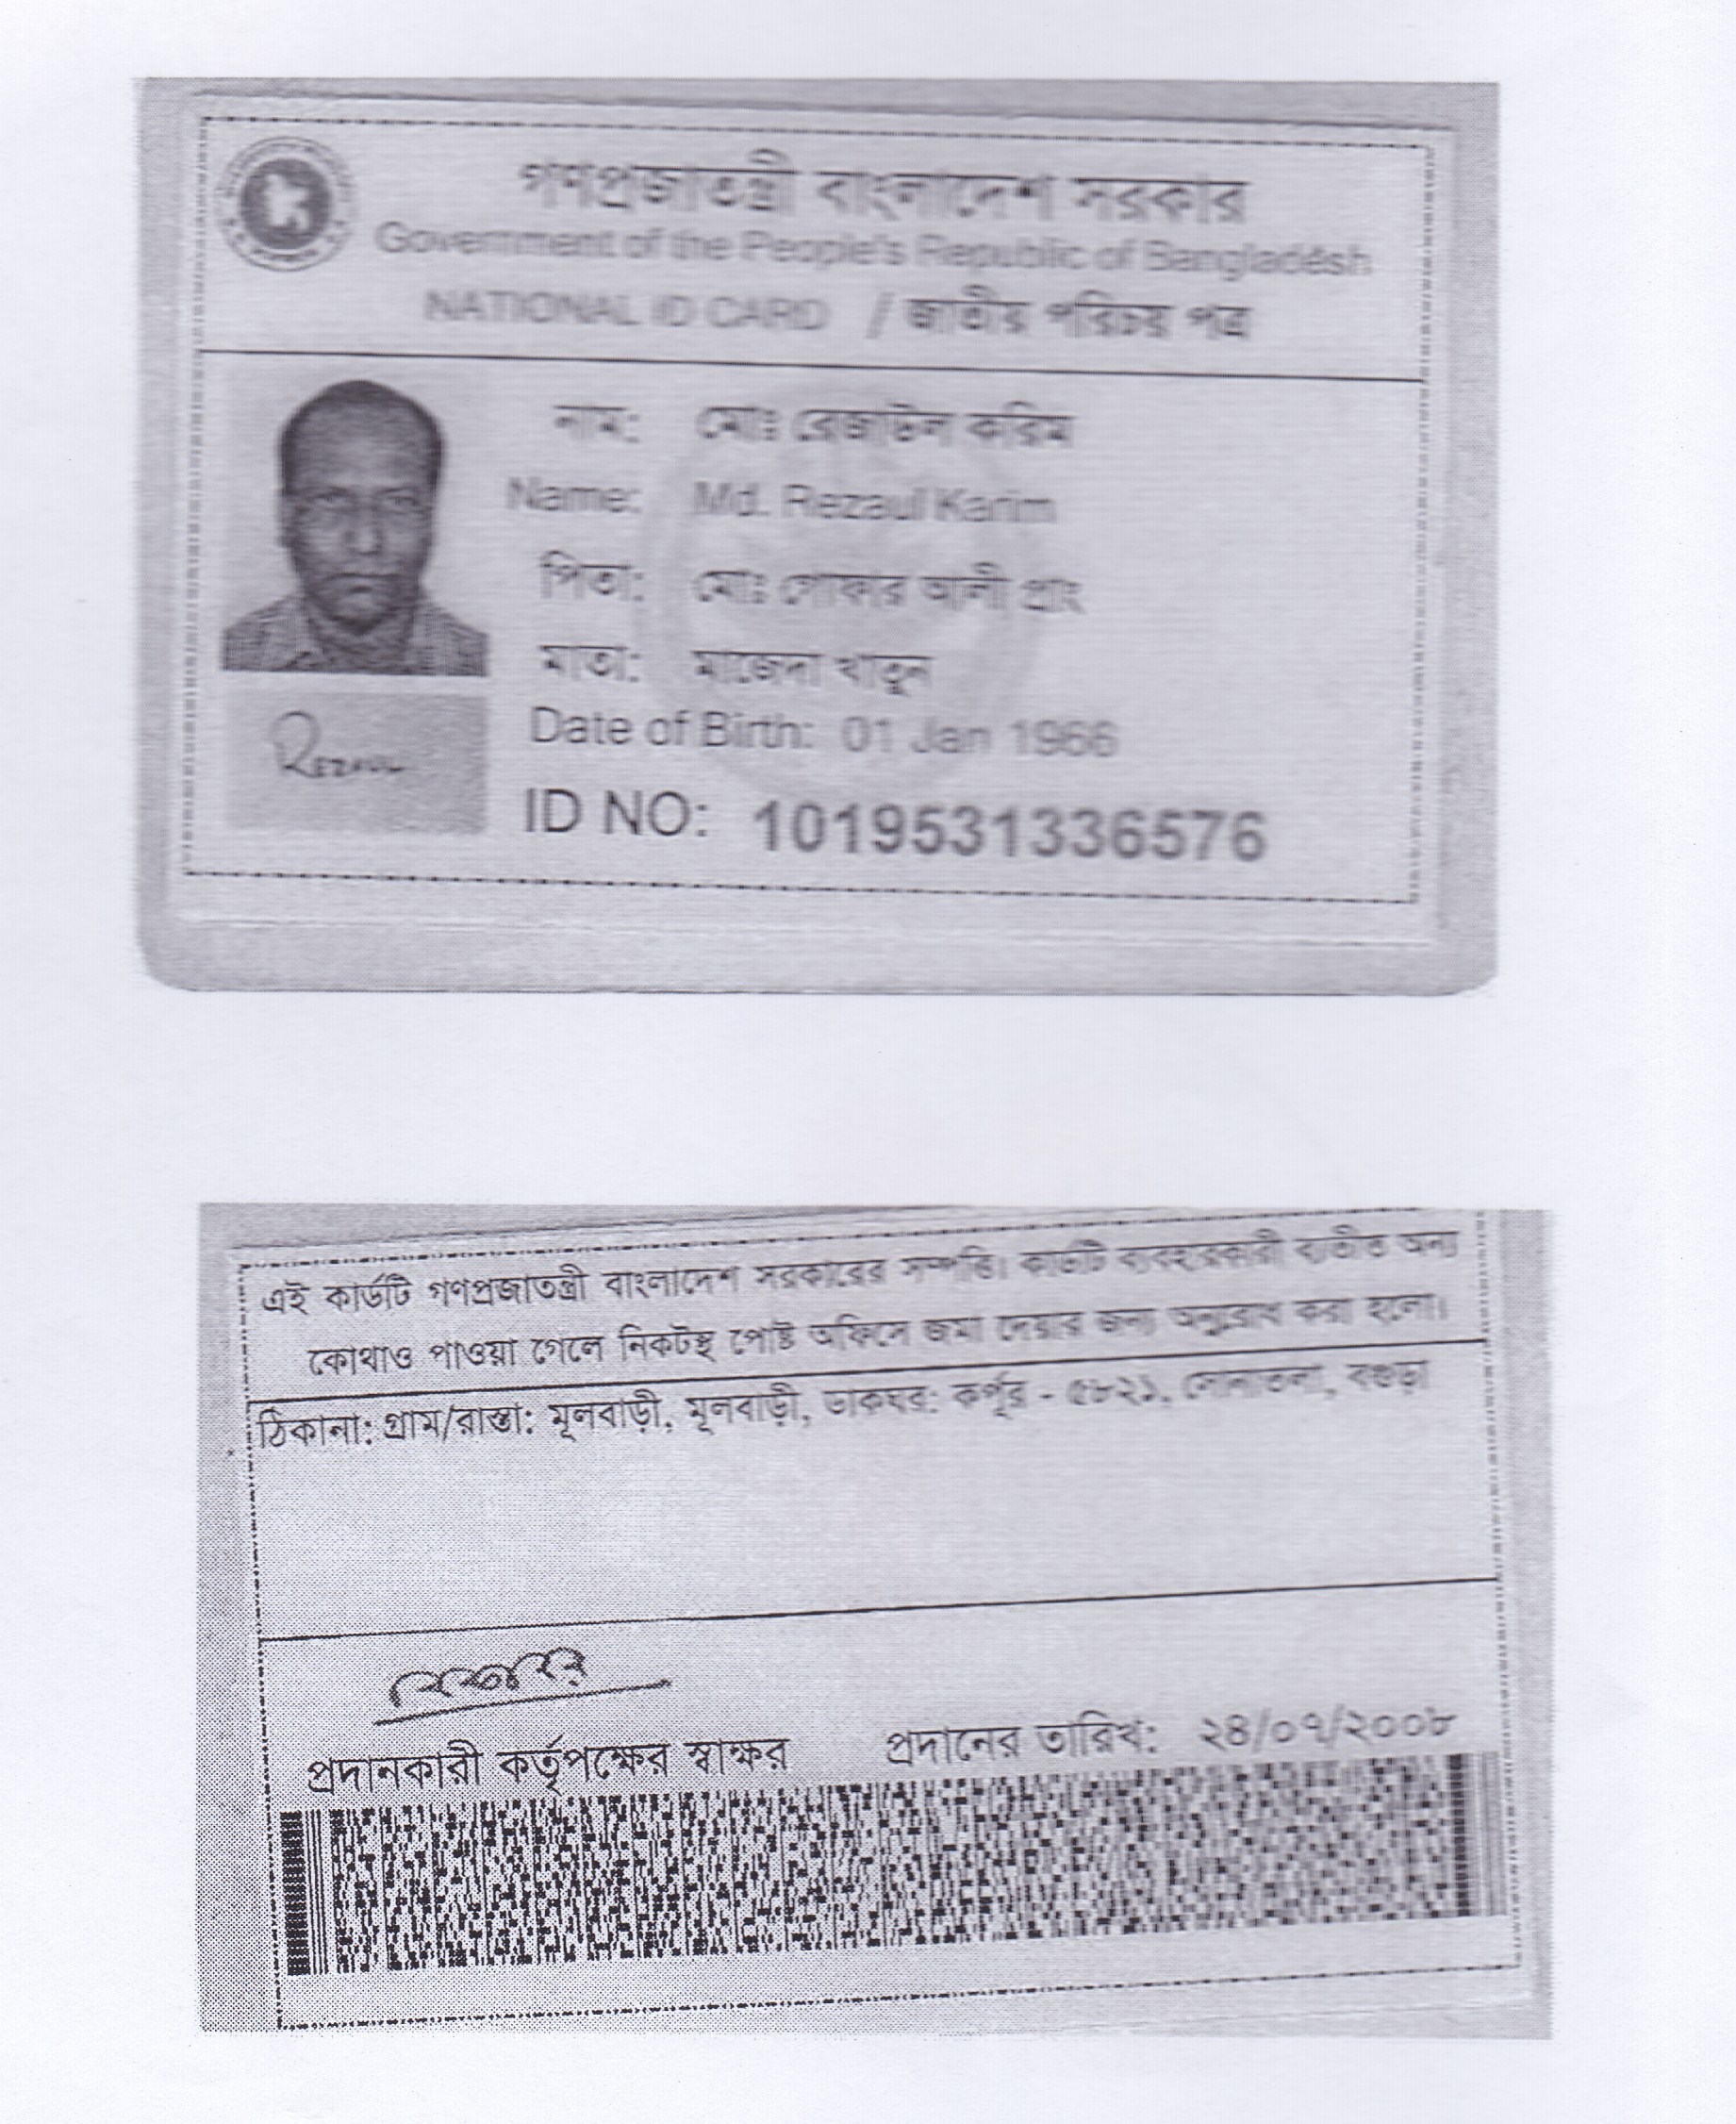 গণপ্রজাতন্ত্রী বাংলাদেশ সরকার
Government of the People's Republic of Bangladesh
NATIONAL ID CARD / জাতীয় পরিচয় পত্র
নাম: মোঃ রেজাউল করিম
Name: Md. Rezaul Karim
পিতা: মোঃ আলী প্রাং
মাতা: মাজেদা খাতুন
Date of Birth: 01 Jan 1966
Rezaul
ID NO: 1019531336576
এই কার্ডটি গণপ্রজাতন্ত্রী বাংলাদেশ সরকারের সম্পত্তি। কার্ডটি ব্যবহারকারী ব্যতীত অন্য
কোথাও পাওয়া গেলে নিকটস্থ পোষ্ট অফিসে জমা দেয়ার জন্য অনুরোধ করা হলো।
ঠিকানা: গ্রাম/রাস্তা: মূলবাড়ী, মূলবাড়ী, ডাকঘর: কর্পূর - ৫৮২১, সোনাতলা, বগুড়া
প্রদানকারী কর্তৃপক্ষের স্বাক্ষর প্রদানের তারিখ: ২৪/০৭/২০০৮